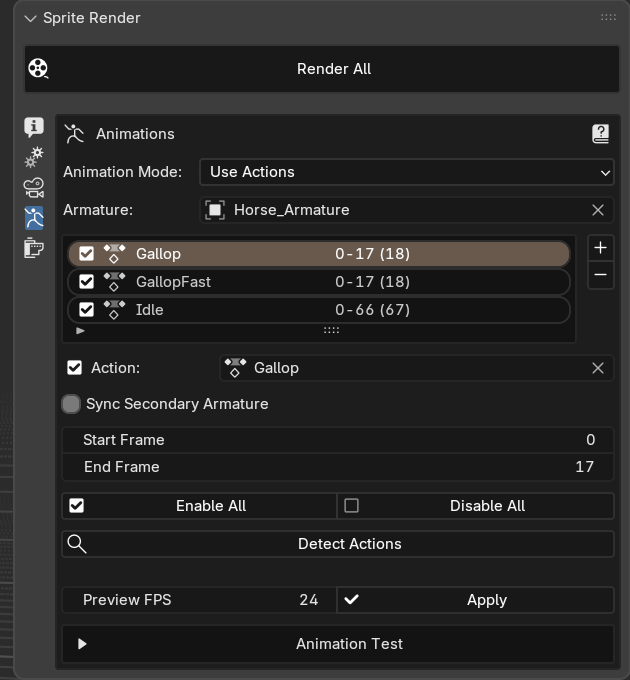 Sprite Render
Render All
Animations
Animation Mode: Use Actions
Armature: Horse_Armature
Gallop 0-17 (18)
GallopFast 0-17 (18)
Idle 0-66 (67)
Action: Gallop
Sync Secondary Armature
Start Frame 0
End Frame 17
Enable All Disable All
Detect Actions
Preview FPS 24 Apply
Animation Test